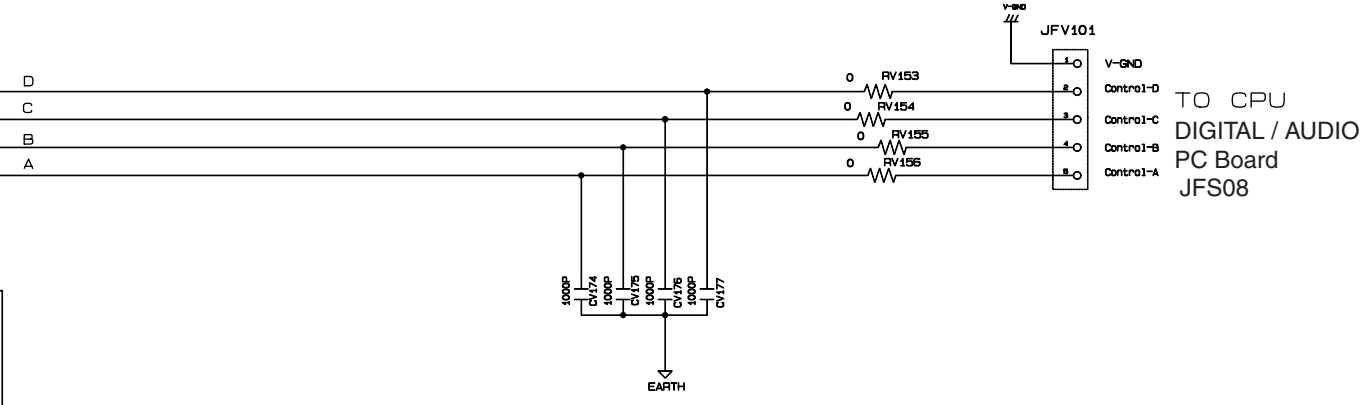 V-GND
JFV101
1 V-GND
D 0 RV153 2 Control-D
C 0 RV154 3 Control-C
B 0 RV155 4 Control-B
A 0 RV156 5 Control-A
TO CPU
DIGITAL / AUDIO
PC Board
JFS08
1000P CV174 1000P CV175 1000P CV176 1000P CV177
EARTH